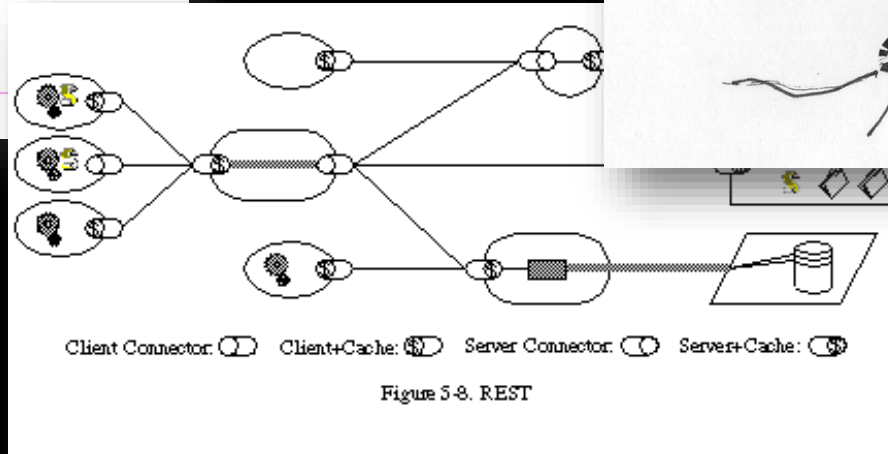 Client Connector: Client+Cache: Server Connector: Server+Cache:
Figure 5-8. REST